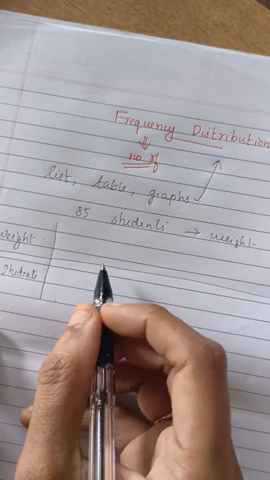 Frequency Distribution
no of
list, table, graphs
85 students → weight
Weight
Students